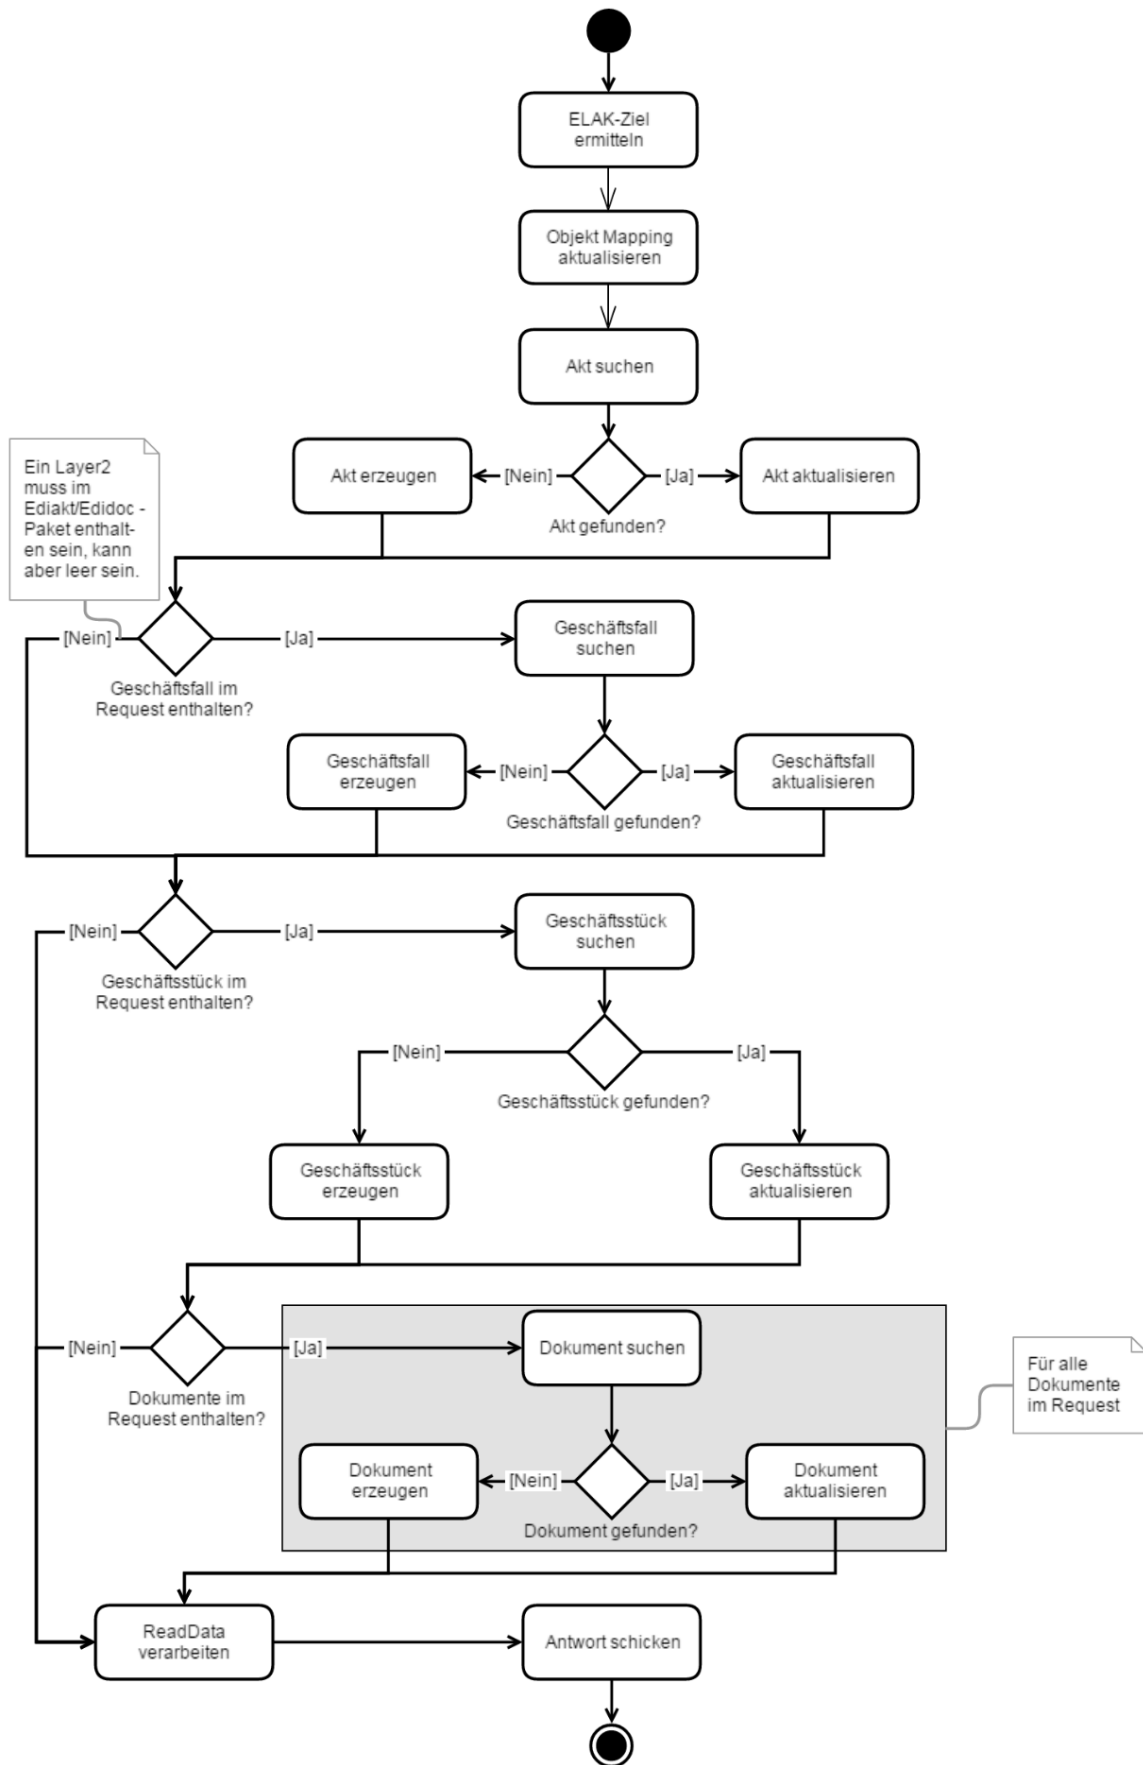 ELAK-Ziel
ermitteln
Objekt Mapping
aktualisieren
Akt suchen
Ein Layer2
muss im
Ediakt/Edidoc -
Paket enthalt-
en sein, kann
aber leer sein.
Akt erzeugen
[Nein]
[Ja]
Akt aktualisieren
Akt gefunden?
[Nein]
[Ja]
Geschäftsfall
suchen
Geschäftsfall im
Request enthalten?
Geschäftsfall
erzeugen
[Nein]
[Ja]
Geschäftsfall
aktualisieren
Geschäftsfall gefunden?
[Nein]
[Ja]
Geschäftsstück
suchen
Geschäftsstück im
Request enthalten?
[Nein]
[Ja]
Geschäftsstück gefunden?
Geschäftsstück
erzeugen
Geschäftsstück
aktualisieren
[Nein]
[Ja]
Dokument suchen
Für alle
Dokumente
im Request
Dokumente im
Request enthalten?
Dokument
erzeugen
[Nein]
[Ja]
Dokument
aktualisieren
Dokument gefunden?
ReadData
verarbeiten
Antwort schicken